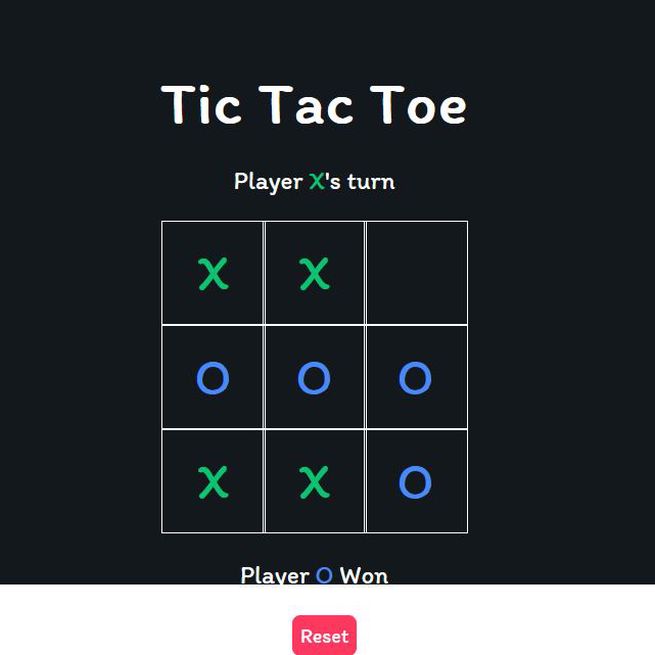 Tic Tac Toe
Player X's turn
X X
O O O
X X O
Player O Won
Reset